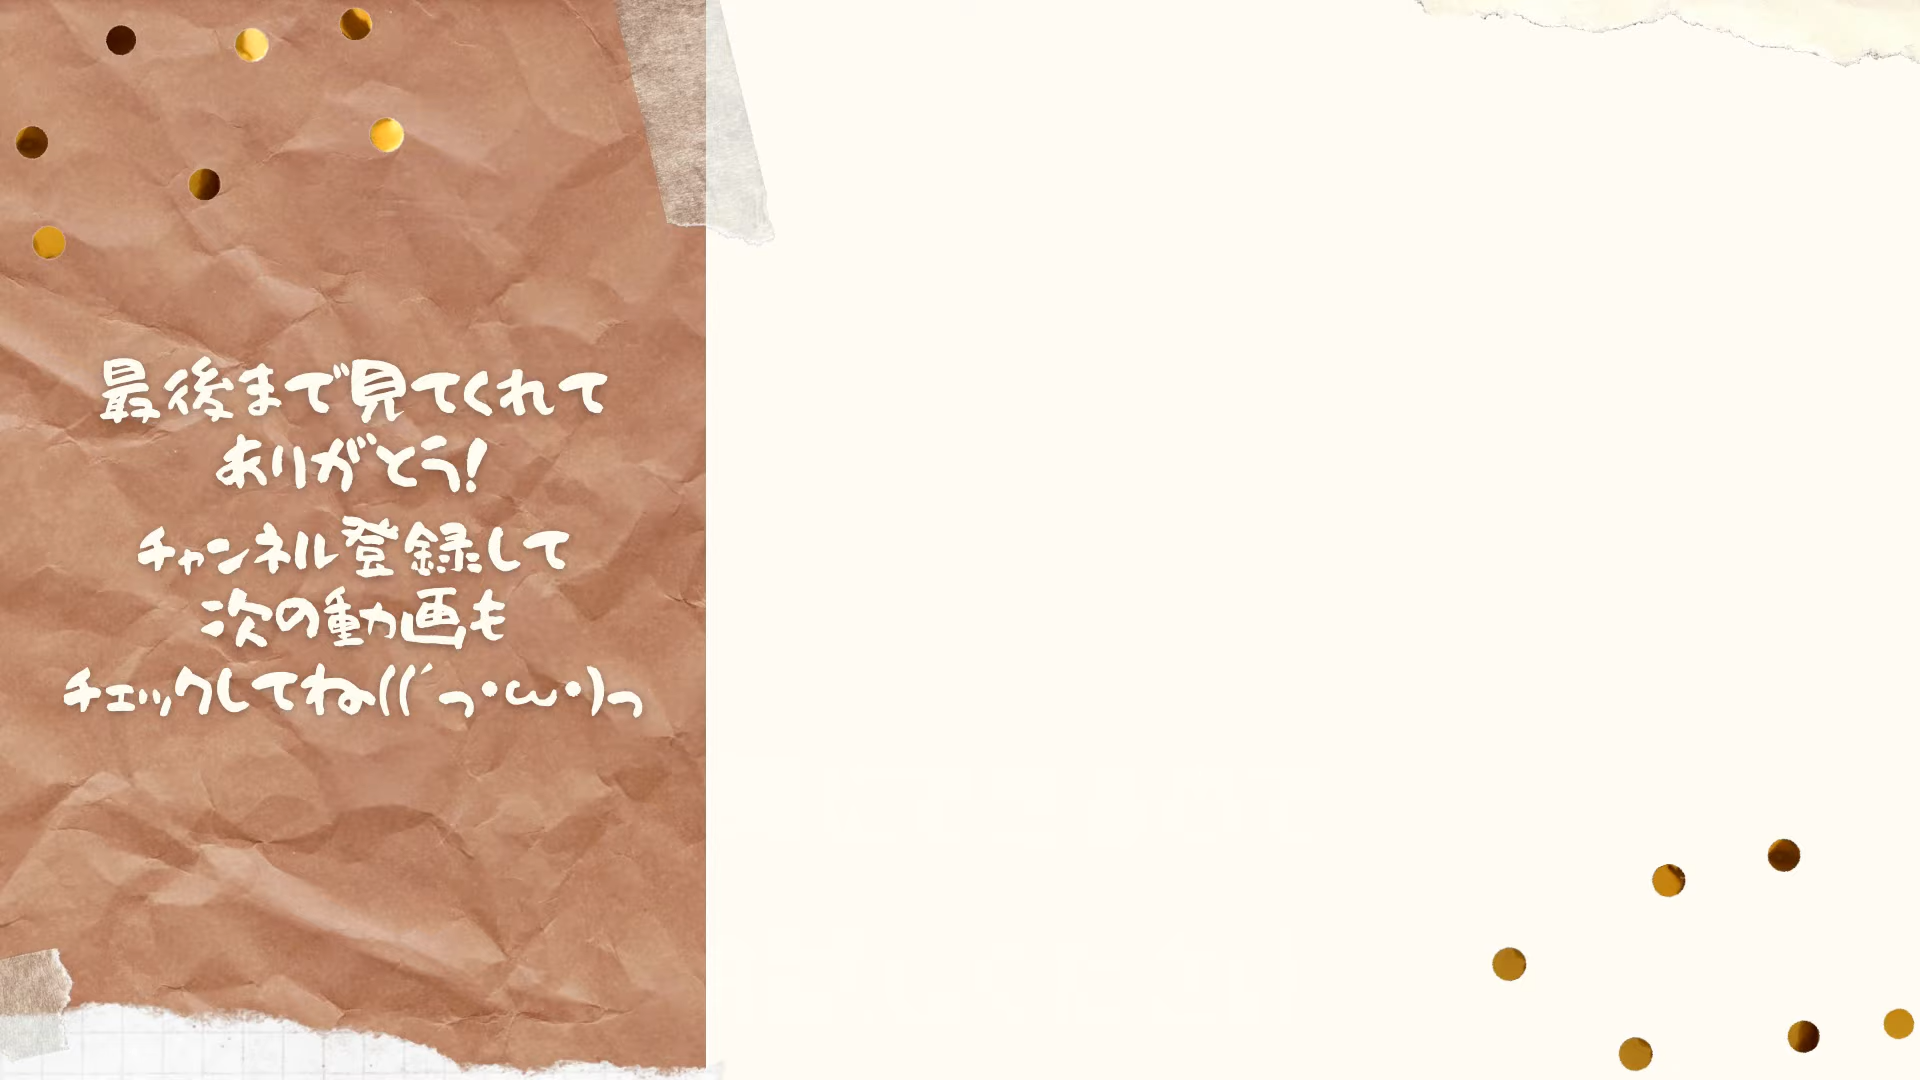 最後まで見てくれて
ありがとう!
チャンネル登録して
次の動画も
チェックしてね((´っ•ω•)っ